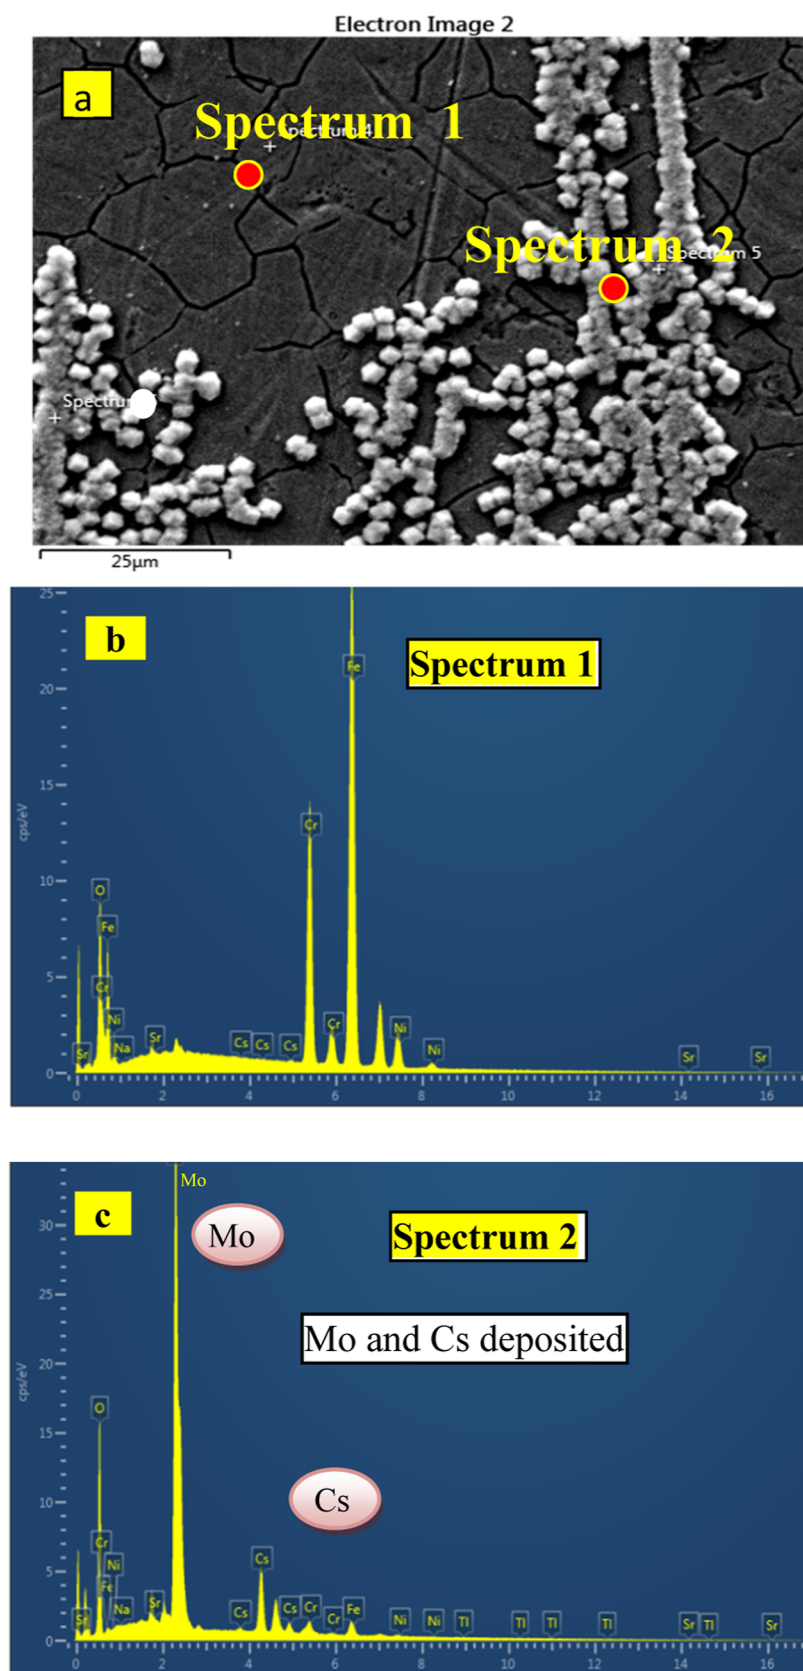 Electron Image 2
a
Spectrum 1
Spectrum 4
Spectrum 2
Spectrum 5
25µm
b
Spectrum 1
25
20
15
10
5
0
cps/eV
Fe
Cr
O
Fe
Cr
Ni
Na
Sr
Sr
Cs
Cs
Cs
Cr
Ni
Ni
Sr
Sr
0 2 4 6 8 10 12 14 16
c
Mo
Mo
Spectrum 2
Mo and Cs deposited
Cs
30
25
20
15
10
5
0
cps/eV
O
Cr
Ni
Fe
Na
Sr
Sr
Cs
Cs
Cs
Cr
Cr
Fe
Ni
Ni
Tl
Tl
Tl
Tl
Sr
Tl
Sr
0 2 4 6 8 10 12 14 16